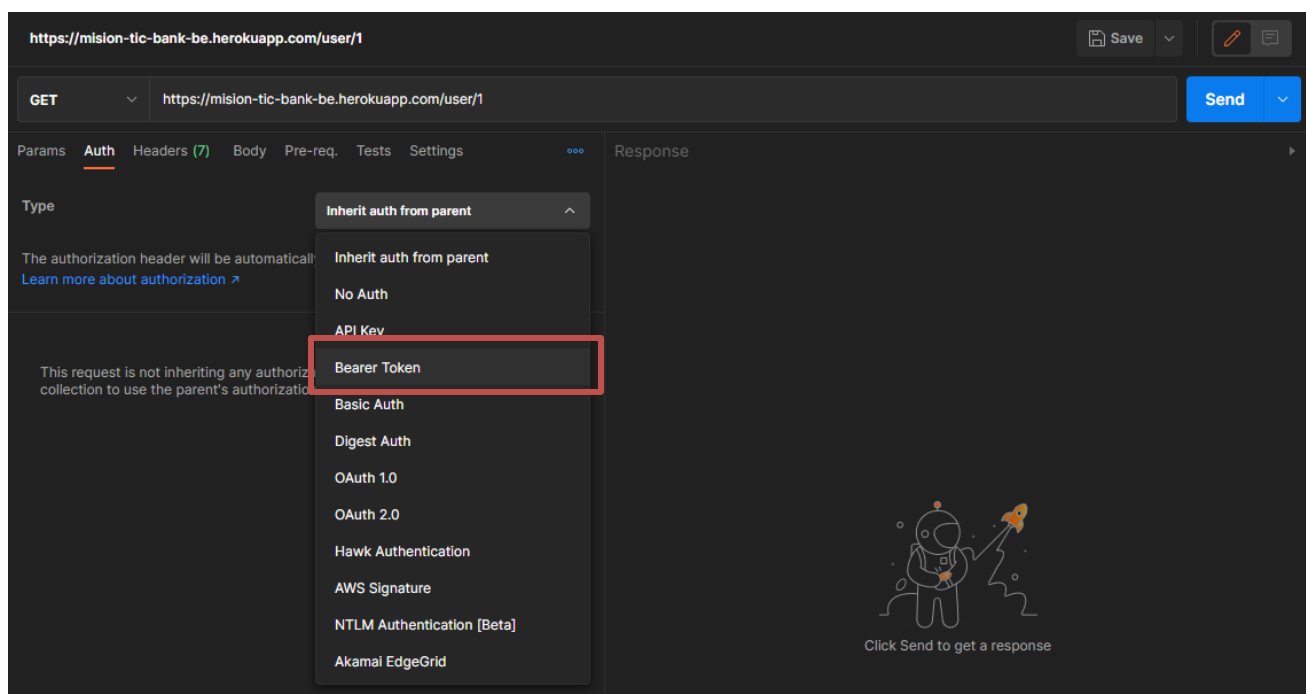 https://mision-tic-bank-be.herokuapp.com/user/1
Save
GET
https://mision-tic-bank-be.herokuapp.com/user/1
Send
Params Auth Headers (7) Body Pre-req. Tests Settings
Response
Type
Inherit auth from parent
The authorization header will be automatically
Learn more about authorization ↗
This request is not inheriting any
collection to use the parent's
Inherit auth from parent
No Auth
API Key
Bearer Token
Basic Auth
Digest Auth
OAuth 1.0
OAuth 2.0
Hawk Authentication
AWS Signature
NTLM Authentication [Beta]
Akamai EdgeGrid
Click Send to get a response